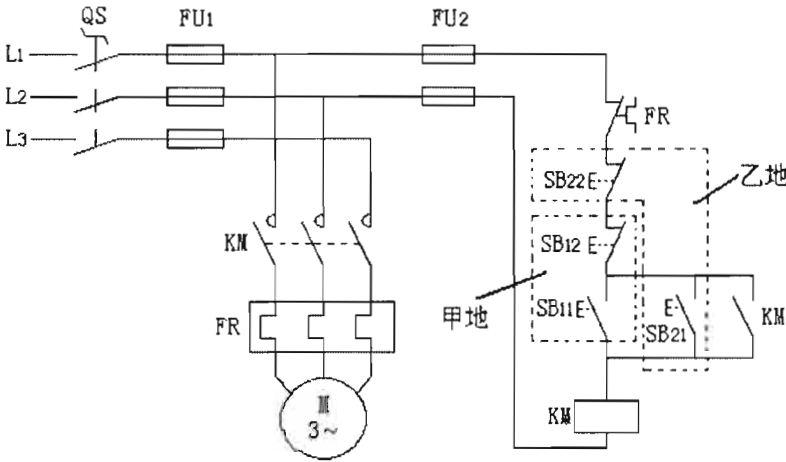 QS
FU1
FU2
L1
L2
L3
FR
SB22
乙地
KM
SB12
甲地
SB11
SB21
KM
FR
KM
M
3~